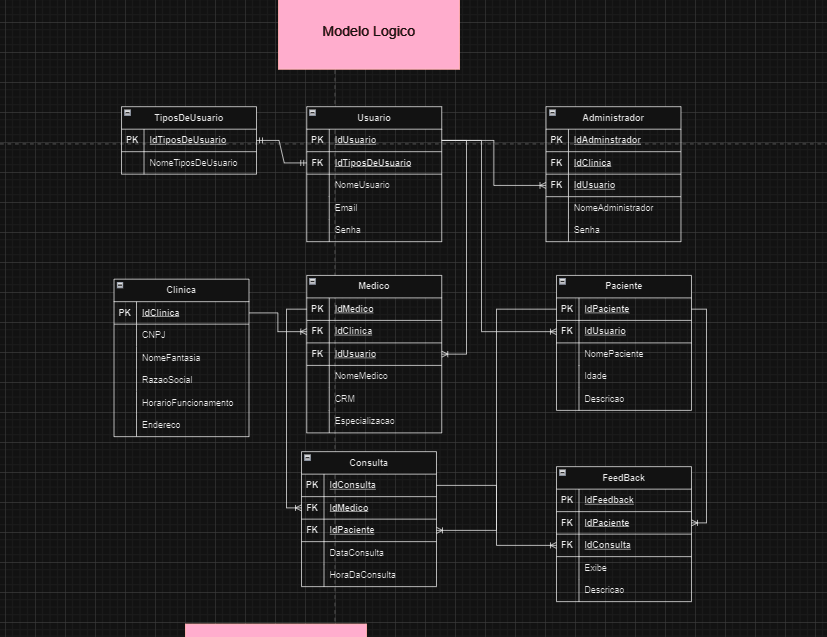 Modelo Logico
TiposDeUsuario
PK IdTiposDeUsuario
NomeTiposDeUsuario
Usuario
PK IdUsuario
FK IdTiposDeUsuario
NomeUsuario
Email
Senha
Administrador
PK IdAdminstrador
FK IdClinica
FK IdUsuario
NomeAdministrador
Senha
Clinica
PK IdClinica
CNPJ
NomeFantasia
RazaoSocial
HorarioFuncionamento
Endereco
Medico
PK IdMedico
FK IdClinica
FK IdUsuario
NomeMedico
CRM
Especializacao
Paciente
PK IdPaciente
FK IdUsuario
NomePaciente
Idade
Descricao
Consulta
PK IdConsulta
FK IdMedico
FK IdPaciente
DataConsulta
HoraDaConsulta
FeedBack
PK IdFeedback
FK IdPaciente
FK IdConsulta
Exibe
Descricao